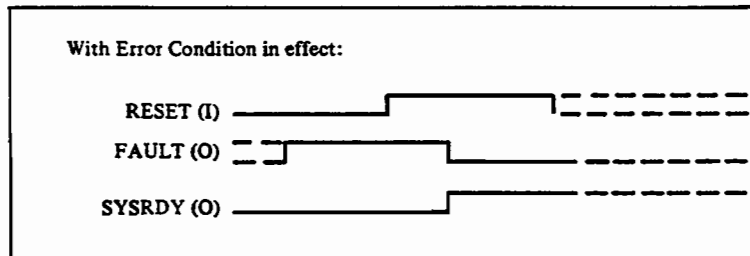 With Error Condition in effect:
RESET (I)
FAULT (O)
SYSRDY (O)